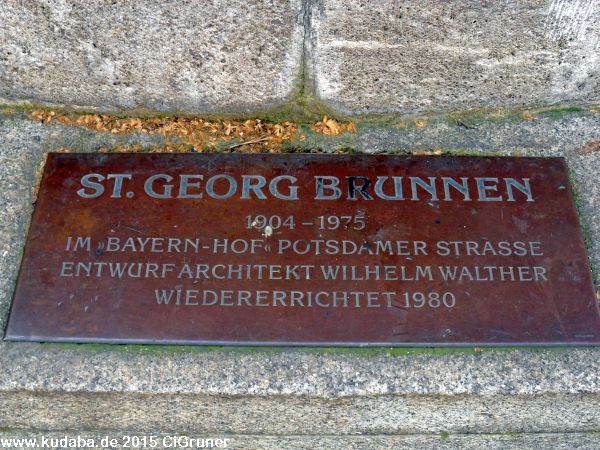 ST. GEORG BRUNNEN
1904–1975
IM »BAYERN-HOF« POTSDAMER STRASSE
ENTWURF ARCHITEKT WILHELM WALTHER
WIEDERERRICHTET 1980
www.kudaba.de 2015 ClGruner